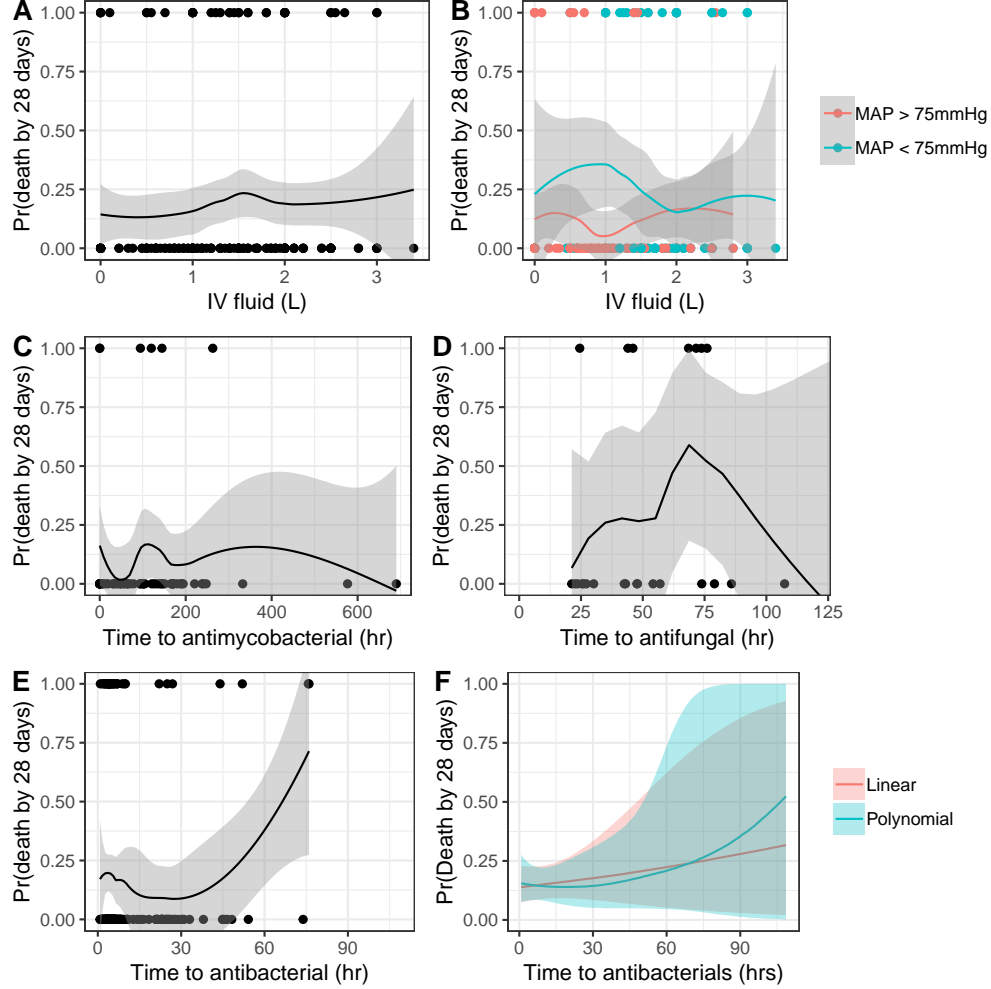 A
Pr(death by 28 days)
1.00
0.75
0.50
0.25
0.00
0 1 2 3
IV fluid (L)
B
Pr(death by 28 days)
1.00
0.75
0.50
0.25
0.00
0 1 2 3
IV fluid (L)
MAP > 75mmHg
MAP < 75mmHg
C
Pr(death by 28 days)
1.00
0.75
0.50
0.25
0.00
0 200 400 600
Time to antimycobacterial (hr)
D
Pr(death by 28 days)
1.00
0.75
0.50
0.25
0.00
0 25 50 75 100 125
Time to antifungal (hr)
E
Pr(death by 28 days)
1.00
0.75
0.50
0.25
0.00
0 30 60 90
Time to antibacterial (hr)
F
Pr(Death by 28 days)
1.00
0.75
0.50
0.25
0.00
0 30 60 90
Time to antibacterials (hrs)
Linear
Polynomial